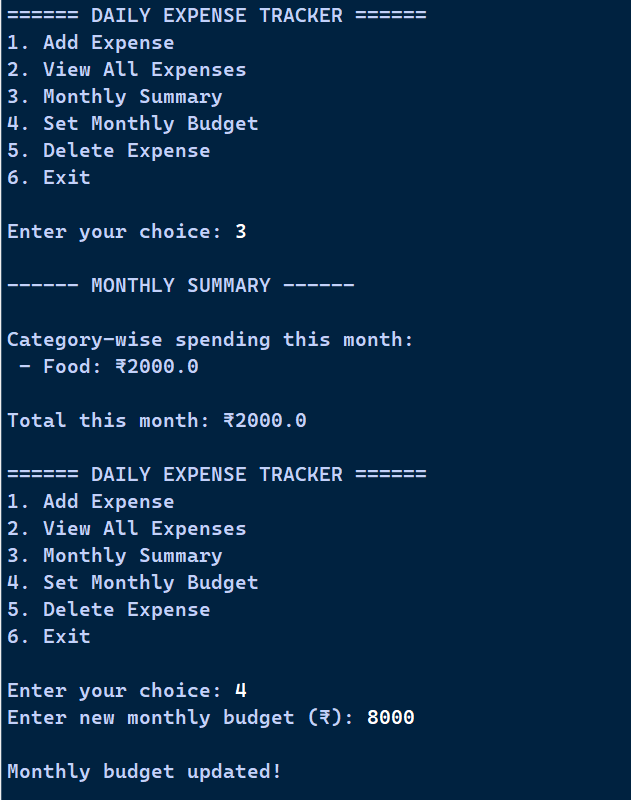 ====== DAILY EXPENSE TRACKER ======
1. Add Expense
2. View All Expenses
3. Monthly Summary
4. Set Monthly Budget
5. Delete Expense
6. Exit
Enter your choice: 3
------ MONTHLY SUMMARY ------
Category-wise spending this month:
 - Food: ₹2000.0
Total this month: ₹2000.0
====== DAILY EXPENSE TRACKER ======
1. Add Expense
2. View All Expenses
3. Monthly Summary
4. Set Monthly Budget
5. Delete Expense
6. Exit
Enter your choice: 4
Enter new monthly budget (₹): 8000
Monthly budget updated!